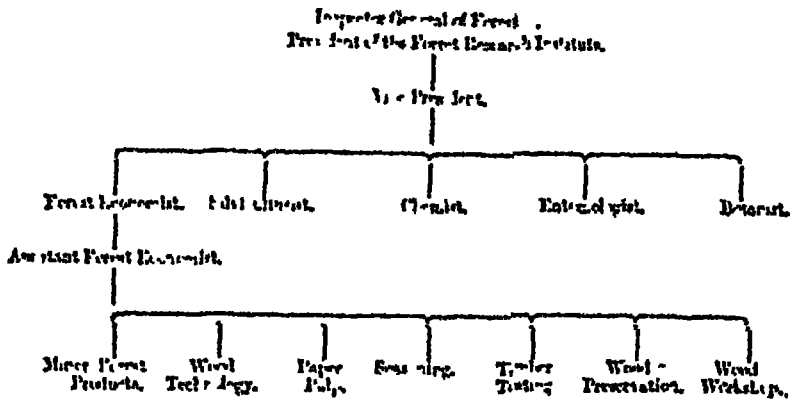 Inspector General of Forest
President of the Forest Research Institute.
Vice President.
Forest Economist. Chemist. Entomologist. Botanist.
Assistant Forest Economist.
Minor Forest Wood Paper Seasoning. Timber Wood Wood
Products. Technology. Pulp. Testing Preservation. Workshops.